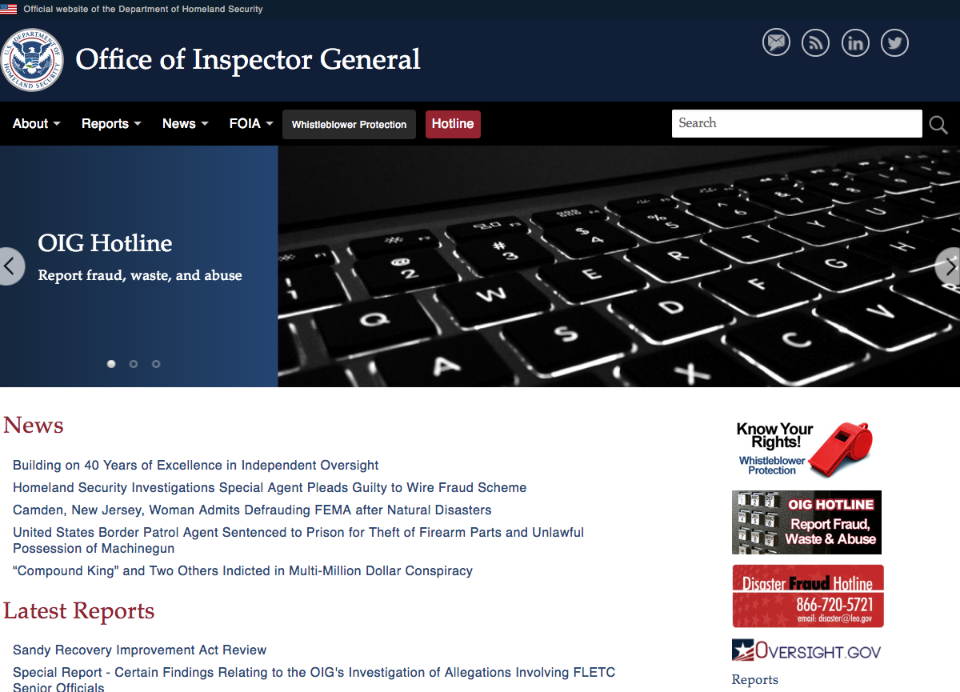 Official website of the Department of Homeland Security
U.S. DEPARTMENT OF HOMELAND SECURITY
Office of Inspector General
in
About
Reports
News
FOIA
Whistleblower Protection
Hotline
Search
OIG Hotline
Report fraud, waste, and abuse
@ 2
# 3
$ 4
% 5
^ 6
& 7
Q W E R T Y U I
A S D F G H
X C V
News
Building on 40 Years of Excellence in Independent Oversight
Homeland Security Investigations Special Agent Pleads Guilty to Wire Fraud Scheme
Camden, New Jersey, Woman Admits Defrauding FEMA after Natural Disasters
United States Border Patrol Agent Sentenced to Prison for Theft of Firearm Parts and Unlawful
Possession of Machinegun
“Compound King” and Two Others Indicted in Multi-Million Dollar Conspiracy
Latest Reports
Sandy Recovery Improvement Act Review
Special Report - Certain Findings Relating to the OIG's Investigation of Allegations Involving FLETC
Senior Officials
Know Your
Rights!
Whistleblower
Protection
OIG HOTLINE
Report Fraud,
Waste & Abuse
Disaster Fraud Hotline
866-720-5721
email: disaster@leo.gov
OVERSIGHT.GOV
Reports